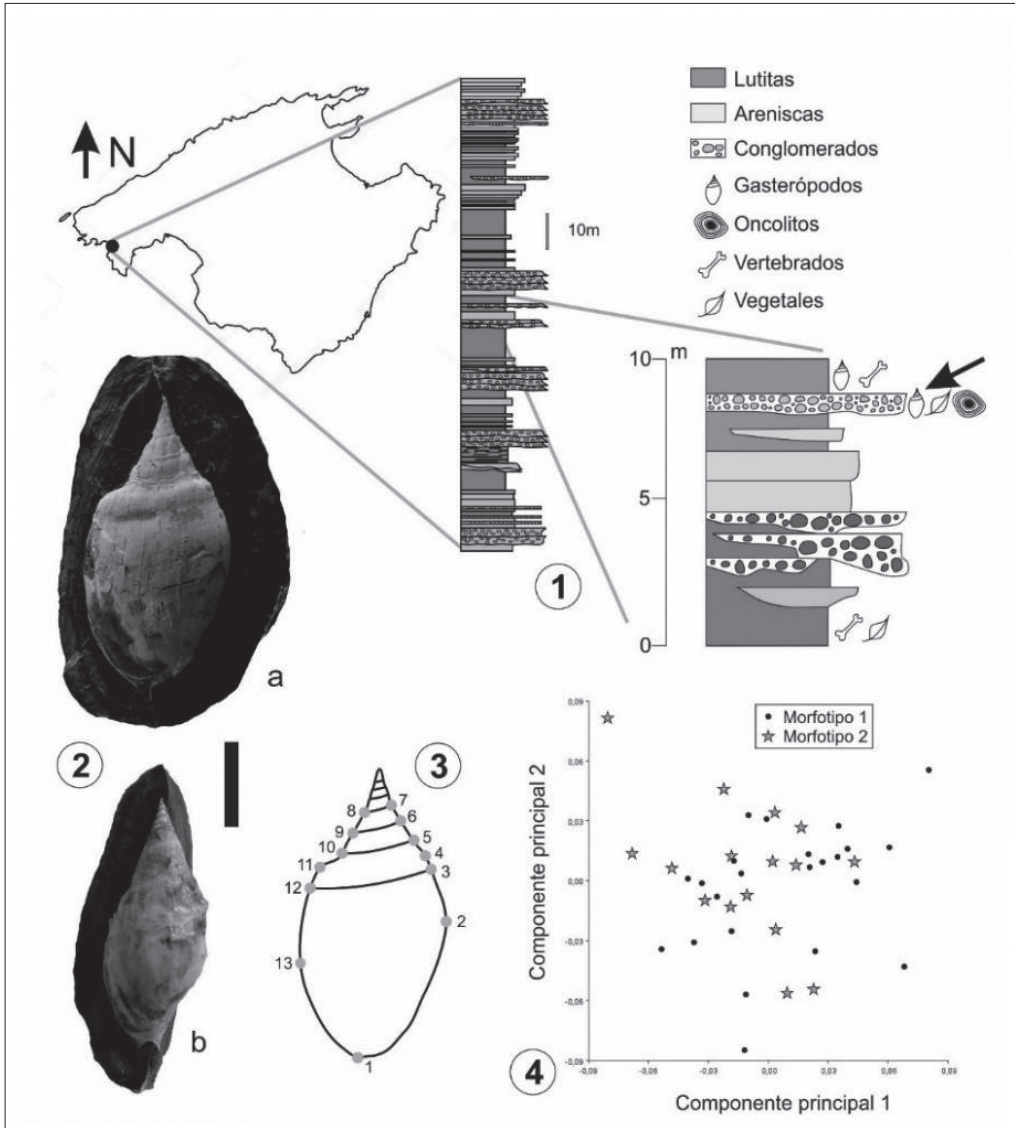 N
10m
Lutitas
Areniscas
Conglomerados
Gasterópodos
Oncolitos
Vertebrados
Vegetales
10
m
5
0
1
a
2
b
3
8
7
9
6
10
5
11
4
12
3
2
13
1
Morfotipo 1
Morfotipo 2
Componente principal 2
0,09
0,06
0,03
0,00
-0,03
-0,06
-0,09
-0,09
-0,06
-0,03
0,00
0,03
0,06
0,09
Componente principal 1
4